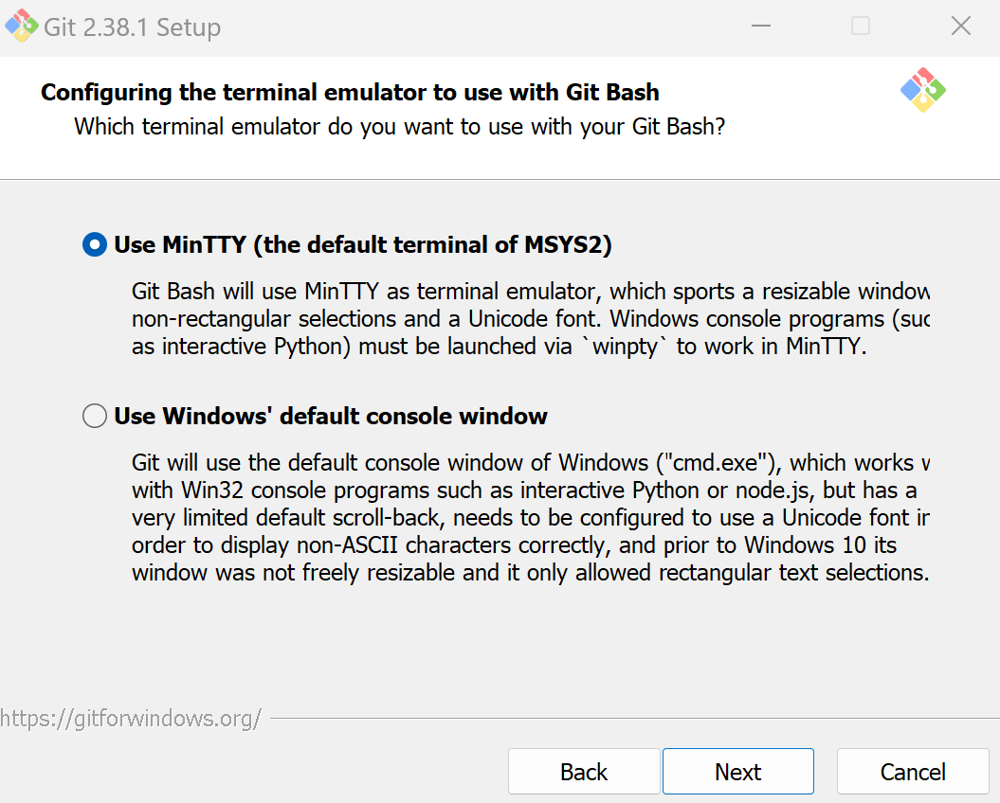 Git 2.38.1 Setup
Configuring the terminal emulator to use with Git Bash
Which terminal emulator do you want to use with your Git Bash?
Use MinTTY (the default terminal of MSYS2)
Git Bash will use MinTTY as terminal emulator, which sports a resizable window
non-rectangular selections and a Unicode font. Windows console programs (suc
as interactive Python) must be launched via `winpty` to work in MinTTY.
Use Windows' default console window
Git will use the default console window of Windows ("cmd.exe"), which works w
with Win32 console programs such as interactive Python or node.js, but has a
very limited default scroll-back, needs to be configured to use a Unicode font in
order to display non-ASCII characters correctly, and prior to Windows 10 its
window was not freely resizable and it only allowed rectangular text selections.
https://gitforwindows.org/
Back
Next
Cancel